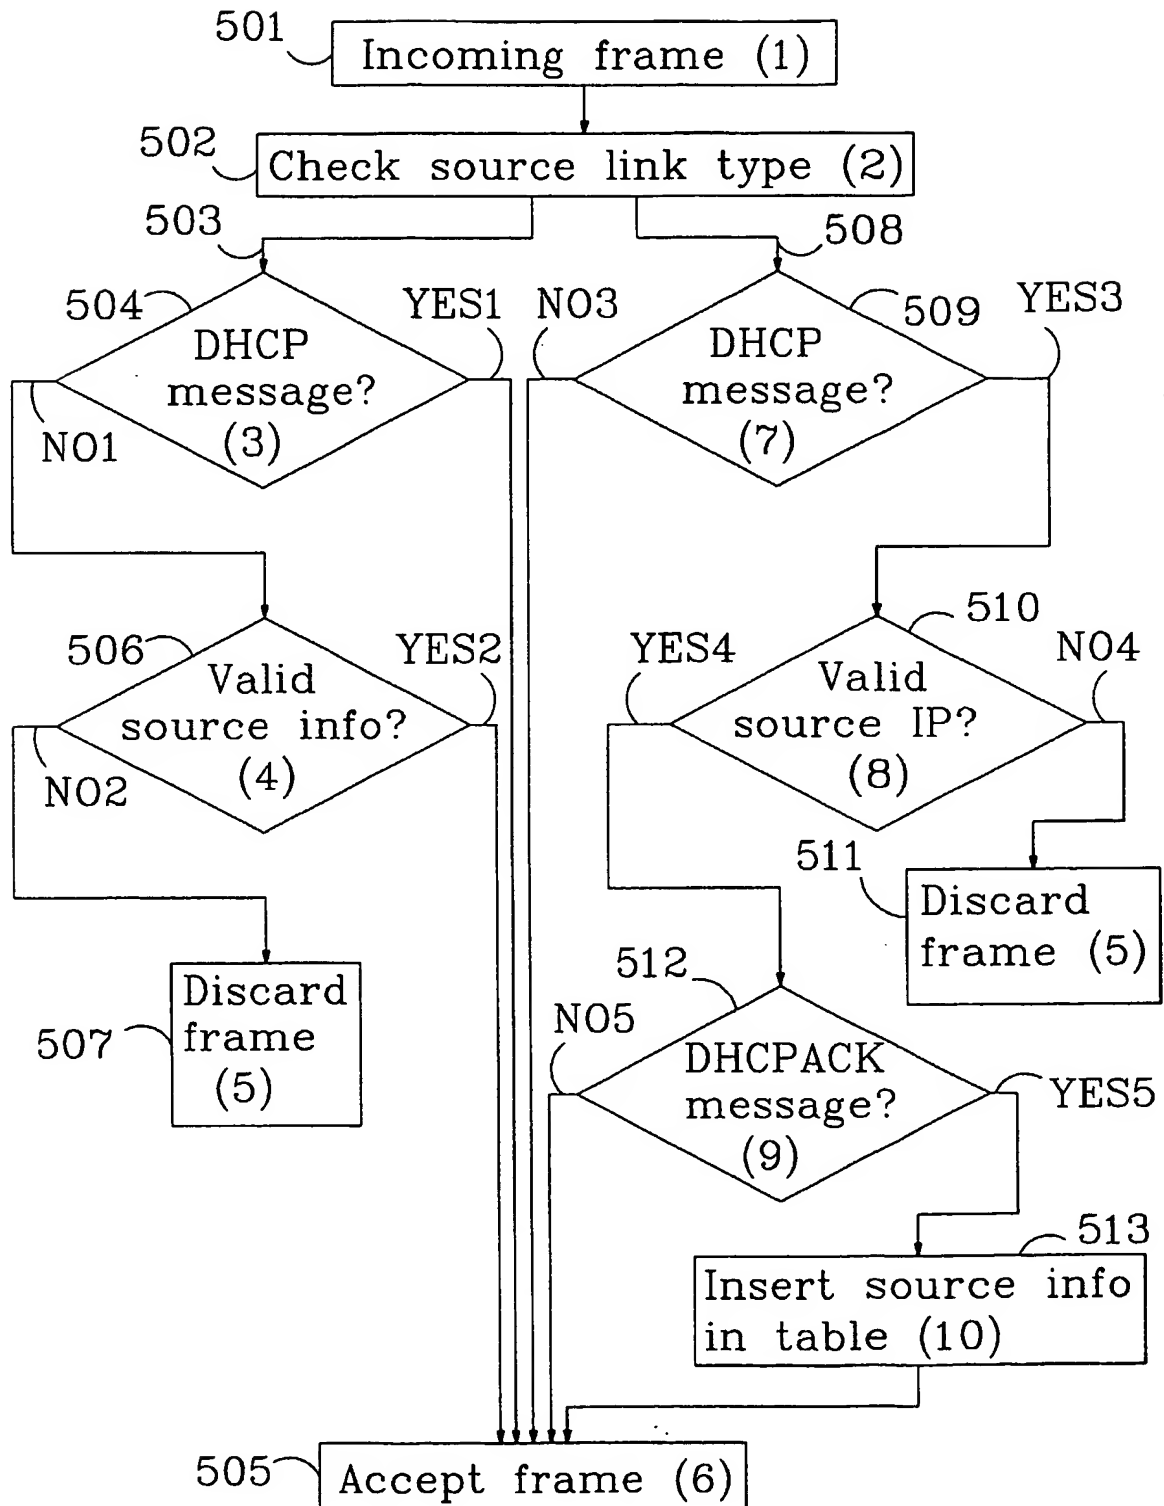 501
Incoming frame (1)
502
Check source link type (2)
503
508
504
YES1
NO3
509
YES3
DHCP
message?
(3)
DHCP
message?
(7)
NO1
506
YES2
YES4
510
NO4
Valid
source info?
(4)
Valid
source IP?
(8)
NO2
511
Discard
frame (5)
507
Discard
frame
(5)
512
NO5
DHCPACK
message?
(9)
YES5
513
Insert source info
in table (10)
505
Accept frame (6)